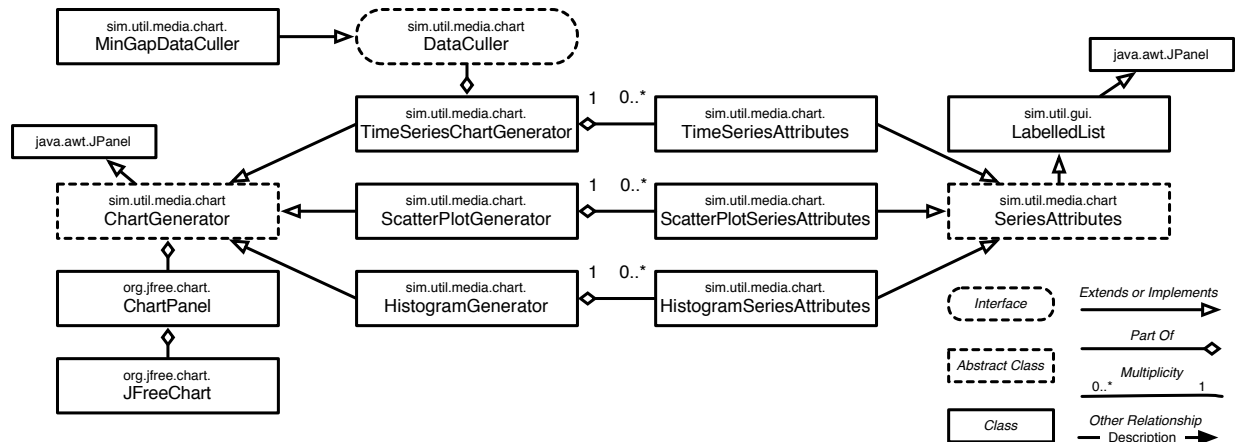 sim.util.media.chart.
MinGapDataCuller
sim.util.media.chart
DataCuller
java.awt.JPanel
sim.util.media.chart.
TimeSeriesChartGenerator
1 0..*
sim.util.media.chart.
TimeSeriesAttributes
sim.util.gui.
LabelledList
java.awt.JPanel
sim.util.media.chart
ChartGenerator
sim.util.media.chart.
ScatterPlotGenerator
1 0..*
sim.util.media.chart.
ScatterPlotSeriesAttributes
sim.util.media.chart
SeriesAttributes
org.jfree.chart.
ChartPanel
sim.util.media.chart.
HistogramGenerator
1 0..*
sim.util.media.chart.
HistogramSeriesAttributes
org.jfree.chart.
JFreeChart
Interface
Extends or Implements
Part Of
Abstract Class
Multiplicity
0..* 1
Class
Other Relationship
Description